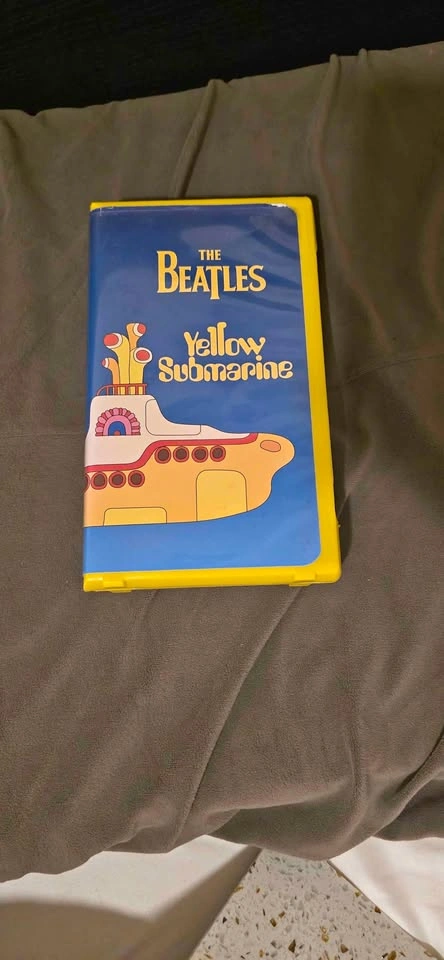 THE
BEATLES
Yellow
Submarine